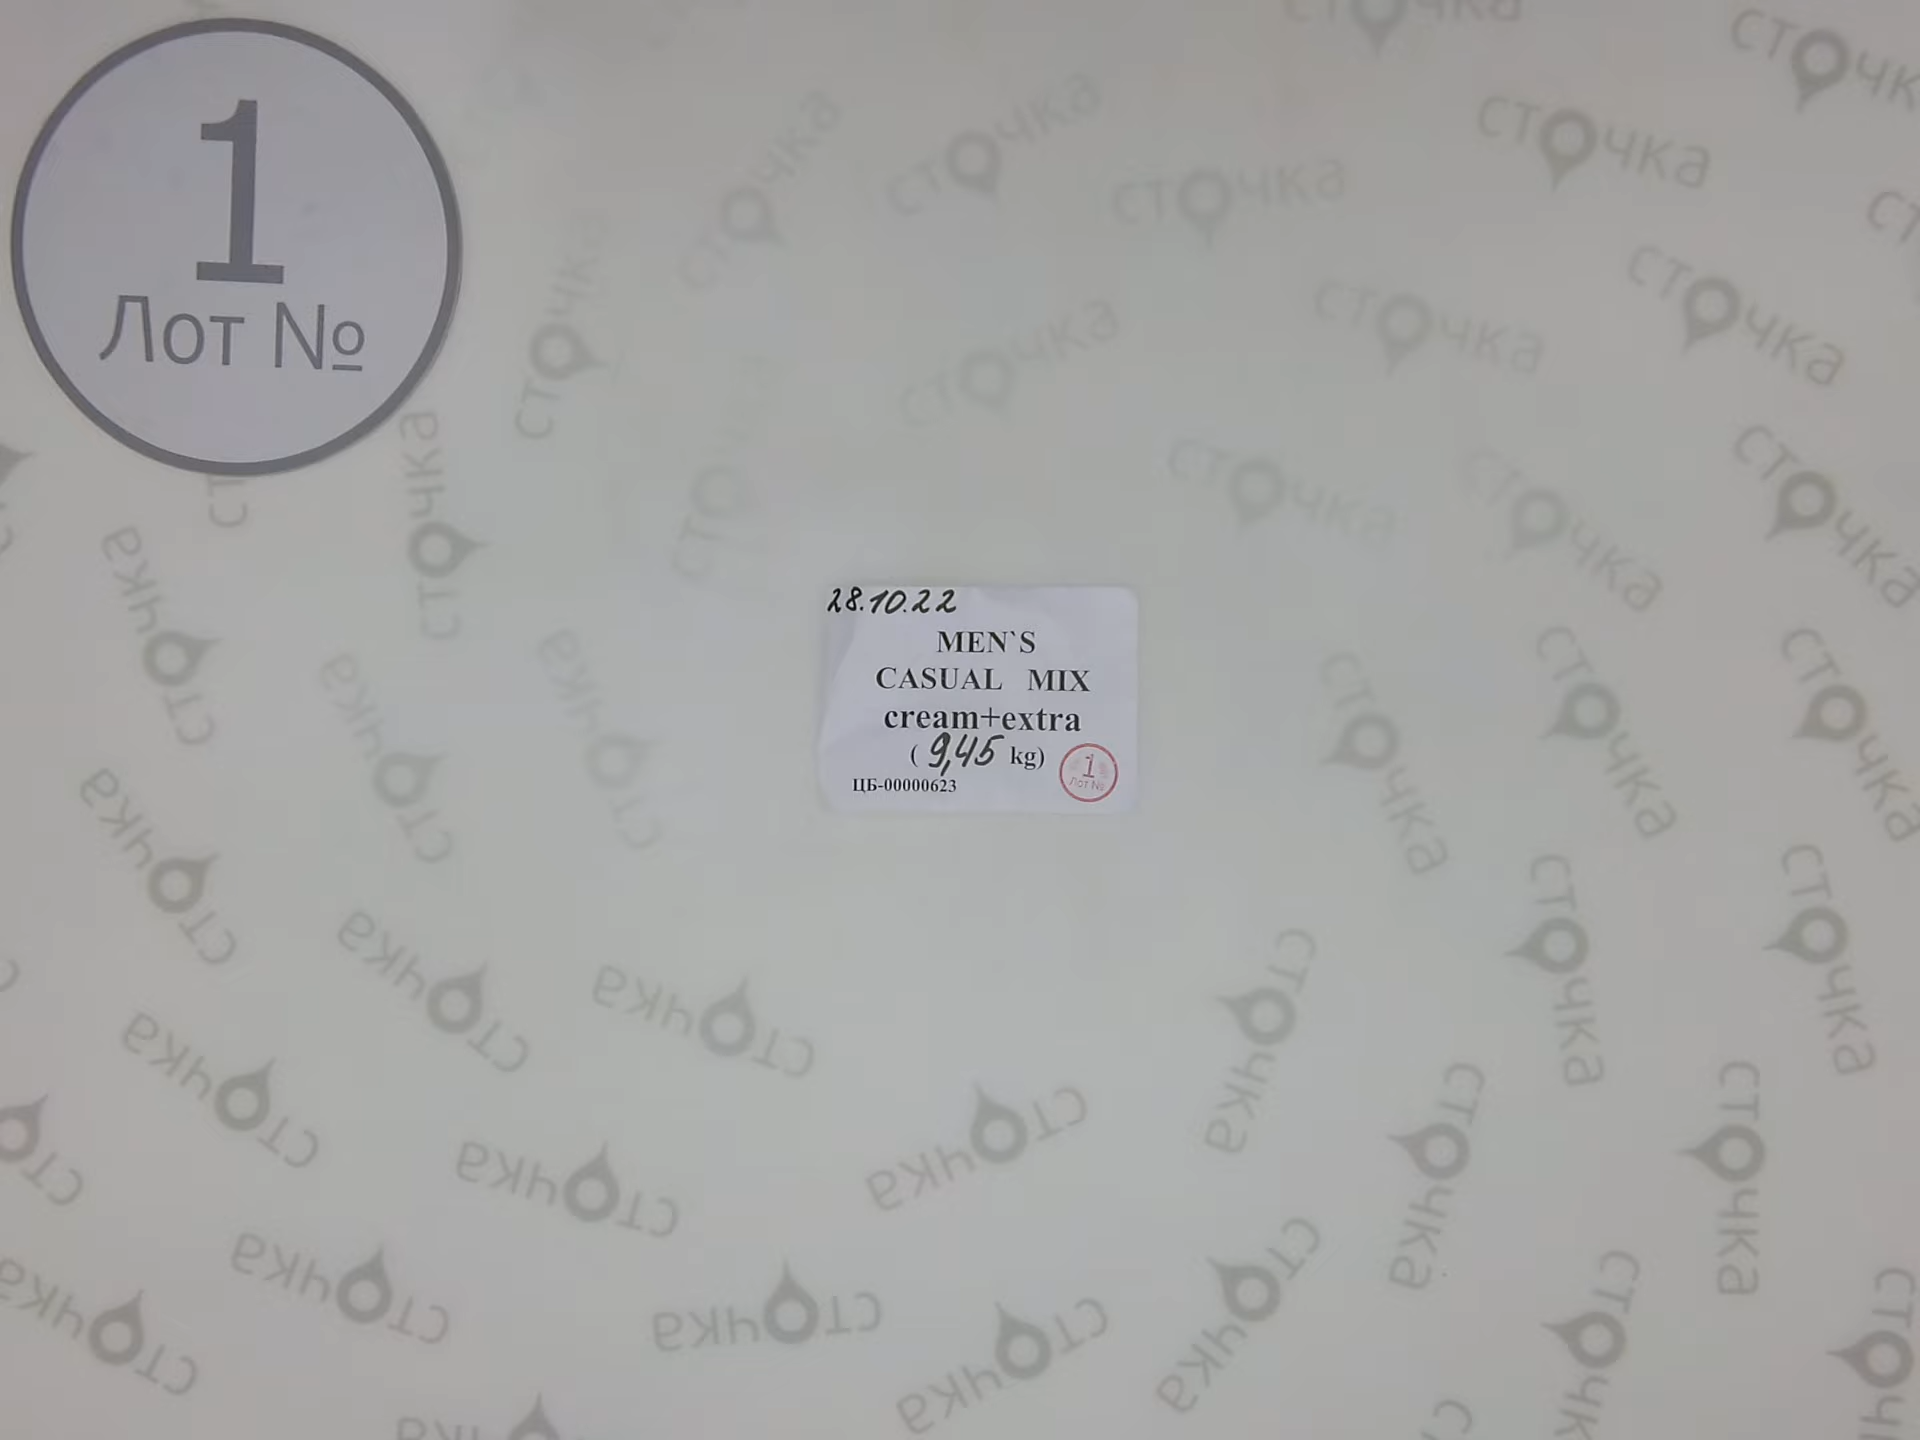 1
Лот №
28.10.22
MEN`S
CASUAL MIX
cream+extra
( 9,45 kg)
ЦБ-00000623
1
Лот №
сточка